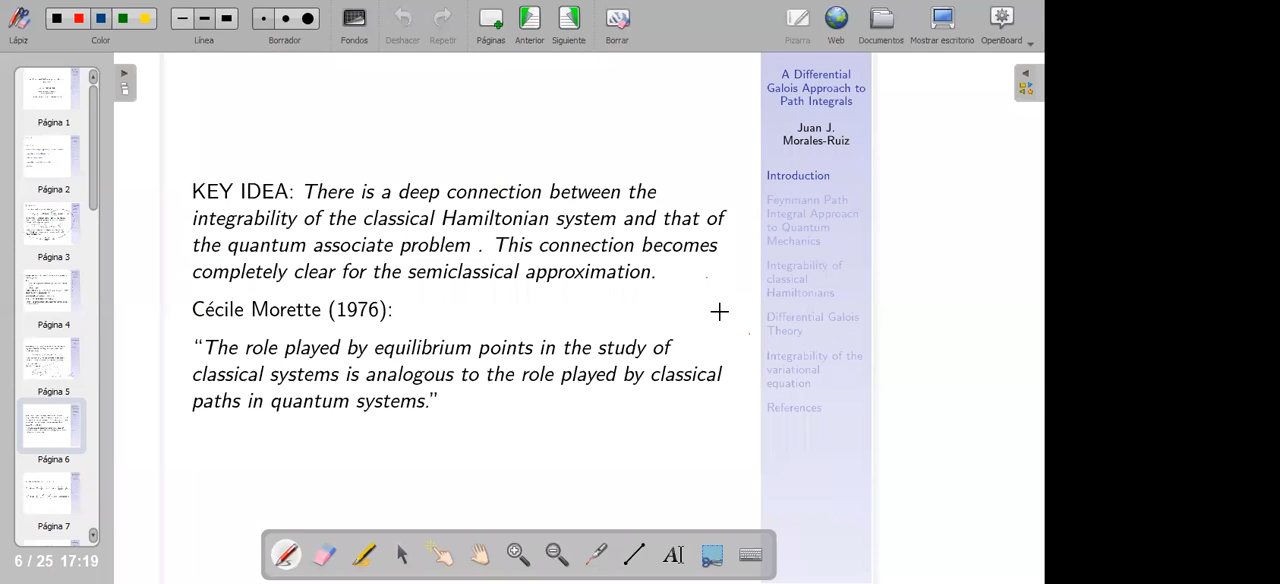 Lápiz
Color
Línea
Borrador
Fondos
Deshacer
Repetir
Páginas
Anterior
Siguiente
Borrar
Pizarra
Web
Documentos
Mostrar escritorio
OpenBoard
Página 1
Página 2
Página 3
Página 4
Página 5
Página 6
Página 7
6 / 25 17:19
KEY IDEA: There is a deep connection between the
integrability of the classical Hamiltonian system and that of
the quantum associate problem . This connection becomes
completely clear for the semiclassical approximation.
Cécile Morette (1976):
“The role played by equilibrium points in the study of
classical systems is analogous to the role played by classical
paths in quantum systems.”
A Differential
Galois Approach to
Path Integrals
Juan J.
Morales-Ruiz
Introduction
Feynmann Path
Integral Approach
to Quantum
Mechanics
Integrability of
classical
Hamiltonians
Differential Galois
Theory
Integrability of the
variational
equation
References